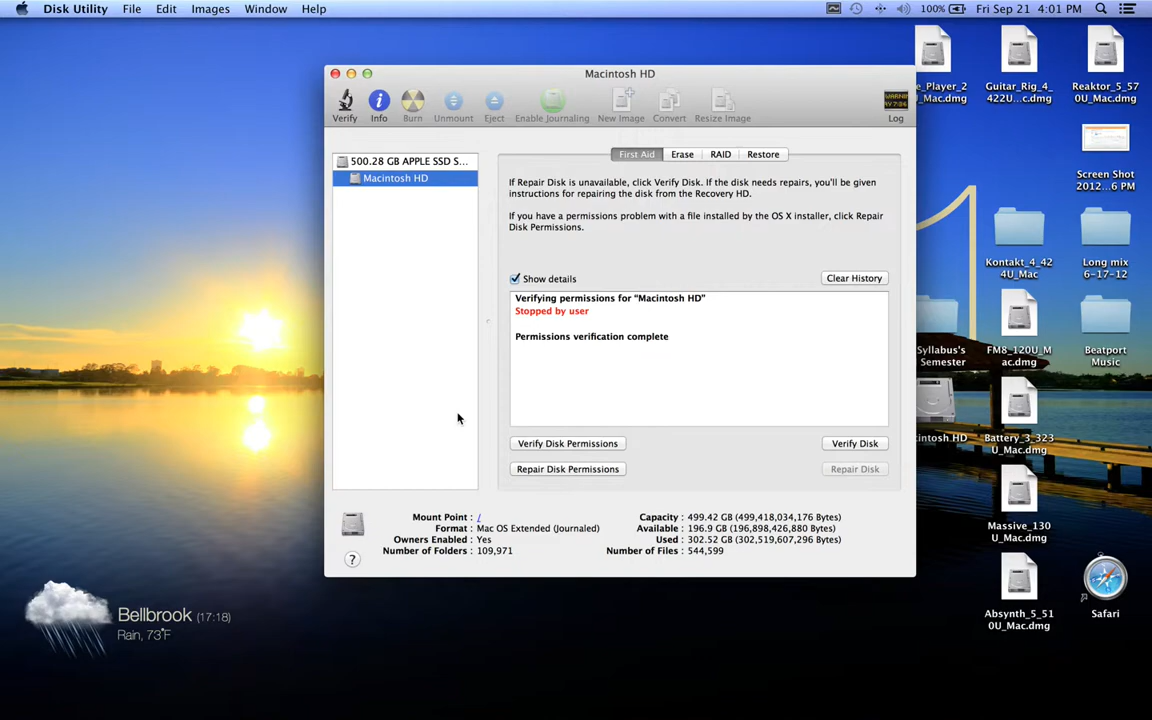 Disk Utility File Edit Images Window Help
100% Fri Sep 21 4:01 PM
Macintosh HD
Verify Info Burn Unmount Eject Enable Journaling New Image Convert Resize Image Log
500.28 GB APPLE SSD S...
Macintosh HD
First Aid Erase RAID Restore
If Repair Disk is unavailable, click Verify Disk. If the disk needs repairs, you'll be given
instructions for repairing the disk from the Recovery HD.
If you have a permissions problem with a file installed by the OS X installer, click Repair
Disk Permissions.
Show details
Clear History
Verifying permissions for "Macintosh HD"
Stopped by user
Permissions verification complete
Verify Disk Permissions
Verify Disk
Repair Disk Permissions
Repair Disk
Mount Point : /
Format : Mac OS Extended (Journaled)
Owners Enabled : Yes
Number of Folders : 109,971
Capacity : 499.42 GB (499,418,034,176 Bytes)
Available : 196.9 GB (196,898,426,880 Bytes)
Used : 302.52 GB (302,519,607,296 Bytes)
Number of Files : 544,599
?
e_Player_2
_Mac.dmg
Guitar_Rig_4_
422U...c.dmg
Reaktor_5_57
0U_Mac.dmg
Screen Shot
2012...6 PM
Kontakt_4_42
4U_Mac
Long mix
6-17-12
Syllabus's
Semester
FM8_120U_M
ac.dmg
Beatport
Music
cintosh HD
Battery_3_323
U_Mac.dmg
Massive_130
U_Mac.dmg
Absynth_5_51
0U_Mac.dmg
Safari
Bellbrook (17:18)
Rain, 73°F